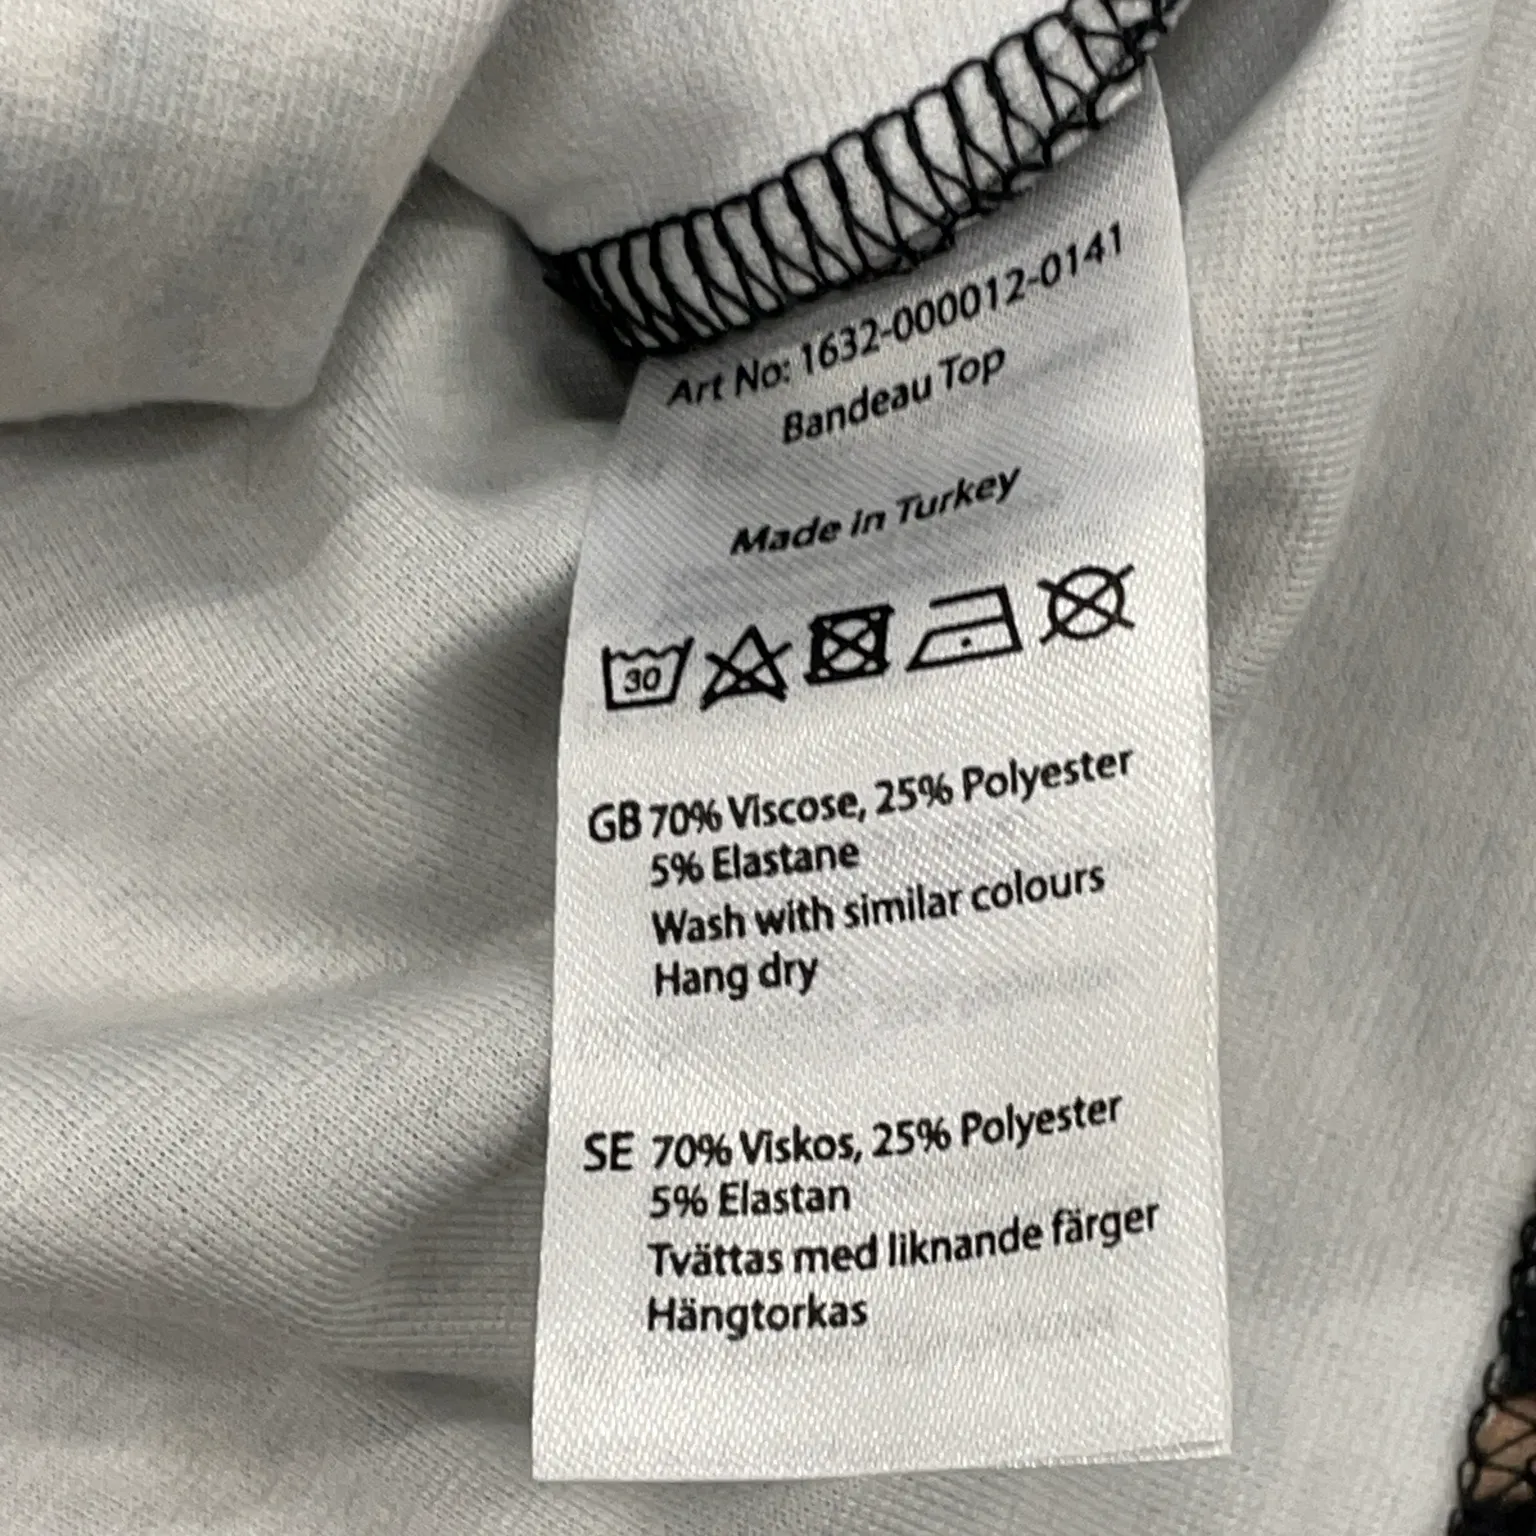 Art No: 1632-000012-0141
Bandeau Top
Made in Turkey
30
GB 70% Viscose, 25% Polyester
5% Elastane
Wash with similar colours
Hang dry
SE 70% Viskos, 25% Polyester
5% Elastan
Tvättas med liknande färger
Hängtorkas